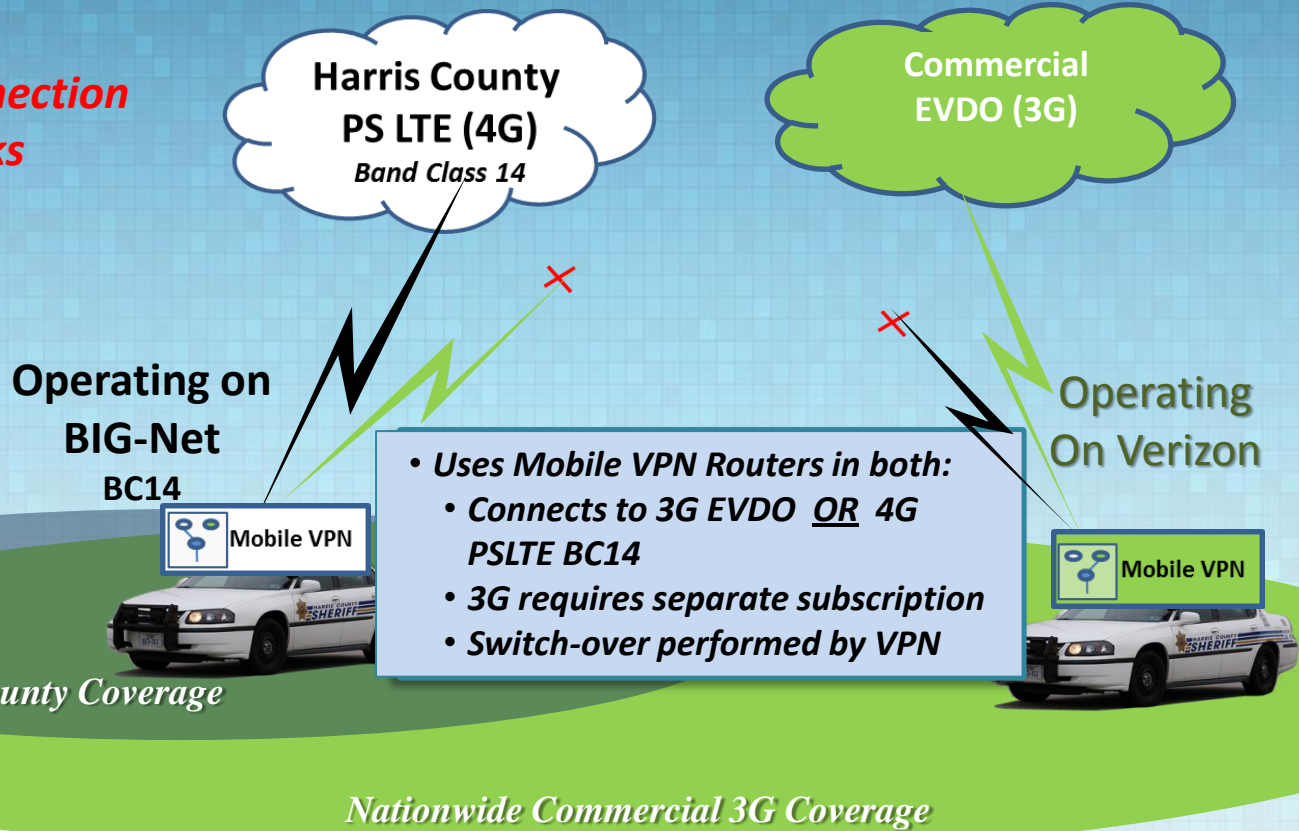 Harris County
PS LTE (4G)
Band Class 14
Commercial
EVDO (3G)
Operating on
BIG-Net
BC14
Operating
On Verizon
Mobile VPN
Mobile VPN
• Uses Mobile VPN Routers in both:
• Connects to 3G EVDO OR 4G
PSLTE BC14
• 3G requires separate subscription
• Switch-over performed by VPN
HARRIS COUNTY
SHERIFF
HARRIS COUNTY
SHERIFF
unty Coverage
Nationwide Commercial 3G Coverage